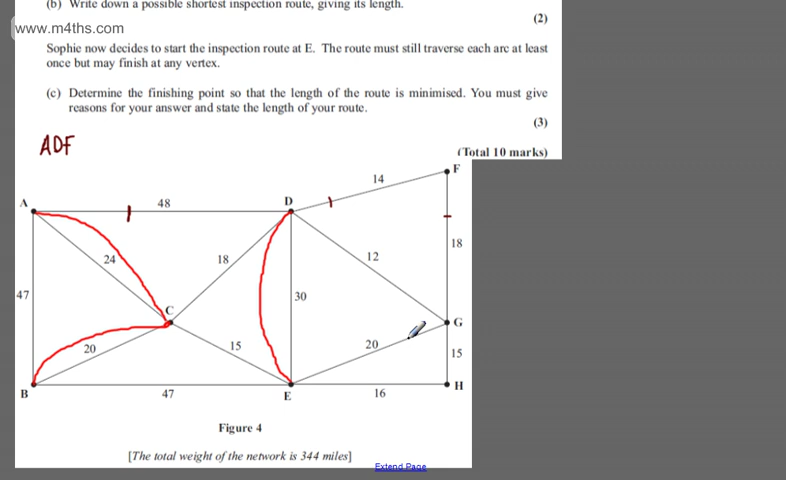 (b) Write down a possible shortest inspection route, giving its length.
(2)
www.m4ths.com
Sophie now decides to start the inspection route at E. The route must still traverse each arc at least
once but may finish at any vertex.
(c) Determine the finishing point so that the length of the route is minimised. You must give
reasons for your answer and state the length of your route.
(3)
ADF
(Total 10 marks)
F
14
A
48
D
18
24
18
12
47
30
C
G
20
15
20
15
B
47
E
16
H
Figure 4
[The total weight of the network is 344 miles]
Extend Page